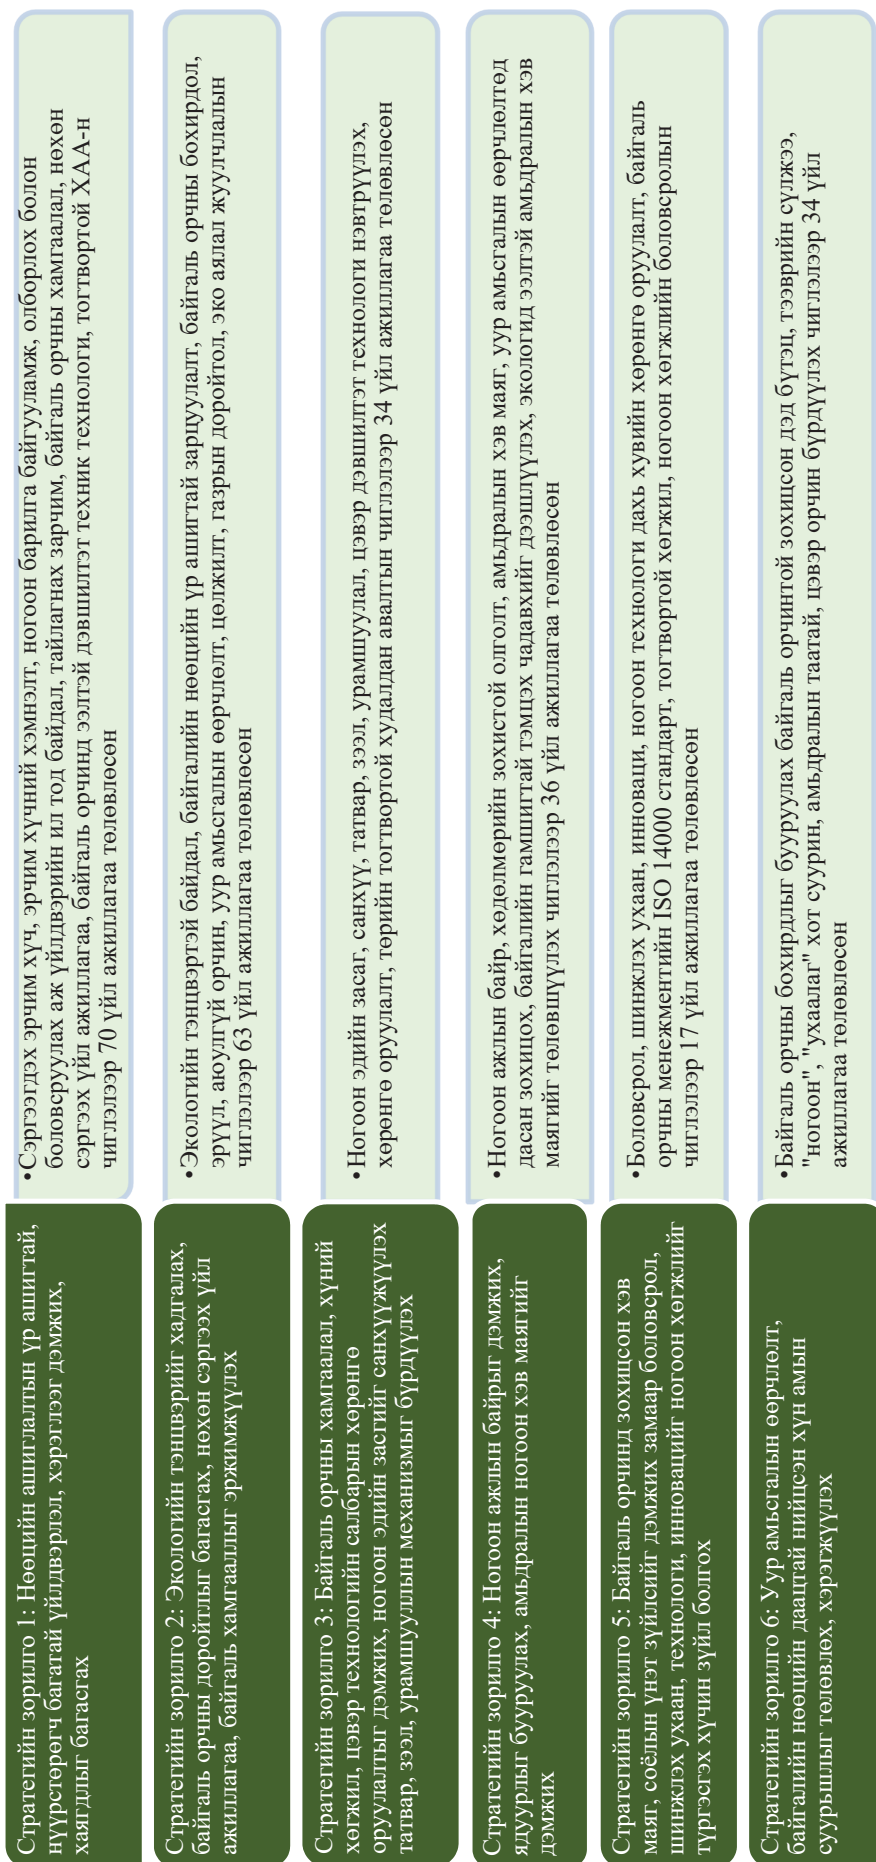 Стратегийн зорилго 1: Нөөцийн ашиглалтын үр ашигтай,
нүүрстөрөгч багатай үйлдвэрлэл, хэрэглээг дэмжих,
хаягдлыг багасгах
•Сэргээгдэх эрчим хүч, эрчим хүчний хэмнэлт, ногоон барилга байгууламж, олборлох болон
боловсруулах аж үйлдвэрийн ил тод байдал, тайлагнах зарчим, байгаль орчны хамгаалал, нөхөн
сэргээх үйл ажиллагаа, байгаль орчинд ээлтэй дэвшилтэт техник технологи, тогтвортой ХАА-н
чиглэлээр 70 үйл ажиллагаа төлөвлөсөн
Стратегийн зорилго 2: Экологийн тэнцвэрийг хадгалах,
байгаль орчны доройтлыг багасгах, нөхөн сэргээх үйл
ажиллагаа, байгаль хамгааллыг эрчимжүүлэх
•Экологийн тэнцвэртэй байдал, байгалийн нөөцийн үр ашигтай зарцуулалт, байгаль орчны бохирдол,
эрүүл, аюулгүй орчин, уур амьсгалын өөрчлөлт, цөлжилт, газрын доройтол, эко аялал жуулчлалын
чиглэлээр 63 үйл ажиллагаа төлөвлөсөн
Стратегийн зорилго 3: Байгаль орчны хамгаалал, хүний
хөгжил, цэвэр технологийн салбарын хөрөнгө
оруулалтыг дэмжих, ногоон эдийн засгийг санхүүжүүлэх
татвар, зээл, урамшууллын механизмыг бүрдүүлэх
•Ногоон эдийн засаг, санхүү, татвар, зээл, урамшуулал, цэвэр дэвшилтэт технологи нэвтрүүлэх,
хөрөнгө оруулалт, төрийн тогтвортой худалдан авалтын чиглэлээр 34 үйл ажиллагаа төлөвлөсөн
Стратегийн зорилго 4: Ногоон ажлын байрыг дэмжих,
ядуурлыг бууруулах, амьдралын ногоон хэв маягийг
дэмжих
•Ногоон ажлын байр, хөдөлмөрийн зохистой олголт, амьдралын хэв маяг, уур амьсгалын өөрчлөлтөд
дасан зохицох, байгалийн гамшигтай тэмцэх чадавхийг дээшлүүлэх, экологид ээлтэй амьдралын хэв
маягийг төлөвшүүлэх чиглэлээр 36 үйл ажиллагаа төлөвлөсөн
Стратегийн зорилго 5: Байгаль орчинд зохицсон хэв
маяг, соёлын үнэт зүйлсийг дэмжих замаар боловсрол,
шинжлэх ухаан, технологи, инновацийг ногоон хөгжлийг
түргэсгэх хүчин зүйл болгох
•Боловсрол, шинжлэх ухаан, инноваци, ногоон технологи дахь хувийн хөрөнгө оруулалт, байгаль
орчны менежментийн ISO 14000 стандарт, тогтвортой хөгжил, ногоон хөгжлийн боловсролын
чиглэлээр 17 үйл ажиллагаа төлөвлөсөн
Стратегийн зорилго 6: Уур амьсгалын өөрчлөлт,
байгалийн нөөцийн даацтай нийцсэн хүн амын
суурьшлыг төлөвлөх, хэрэгжүүлэх
•Байгаль орчны бохирдлыг бууруулах байгаль орчинтой зохицсон дэд бүтэц, тээврийн сүлжээ,
"ногоон", "ухаалаг" хот суурин, амьдралын таатай, цэвэр орчин бүрдүүлэх чиглэлээр 34 үйл
ажиллагаа төлөвлөсөн